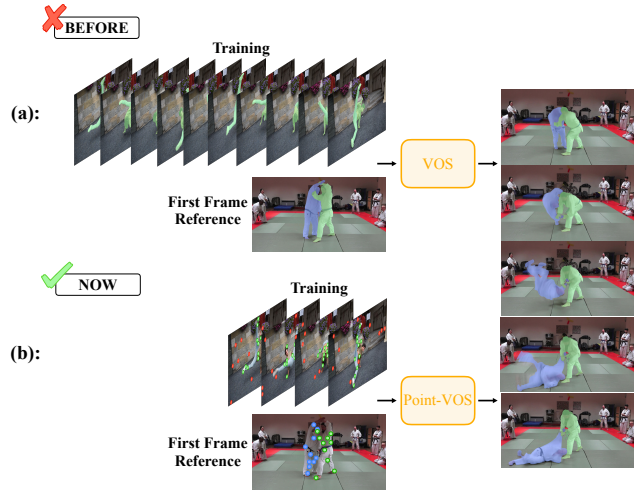 BEFORE
Training
(a):
VOS
First Frame
Reference
NOW
Training
(b):
Point-VOS
First Frame
Reference